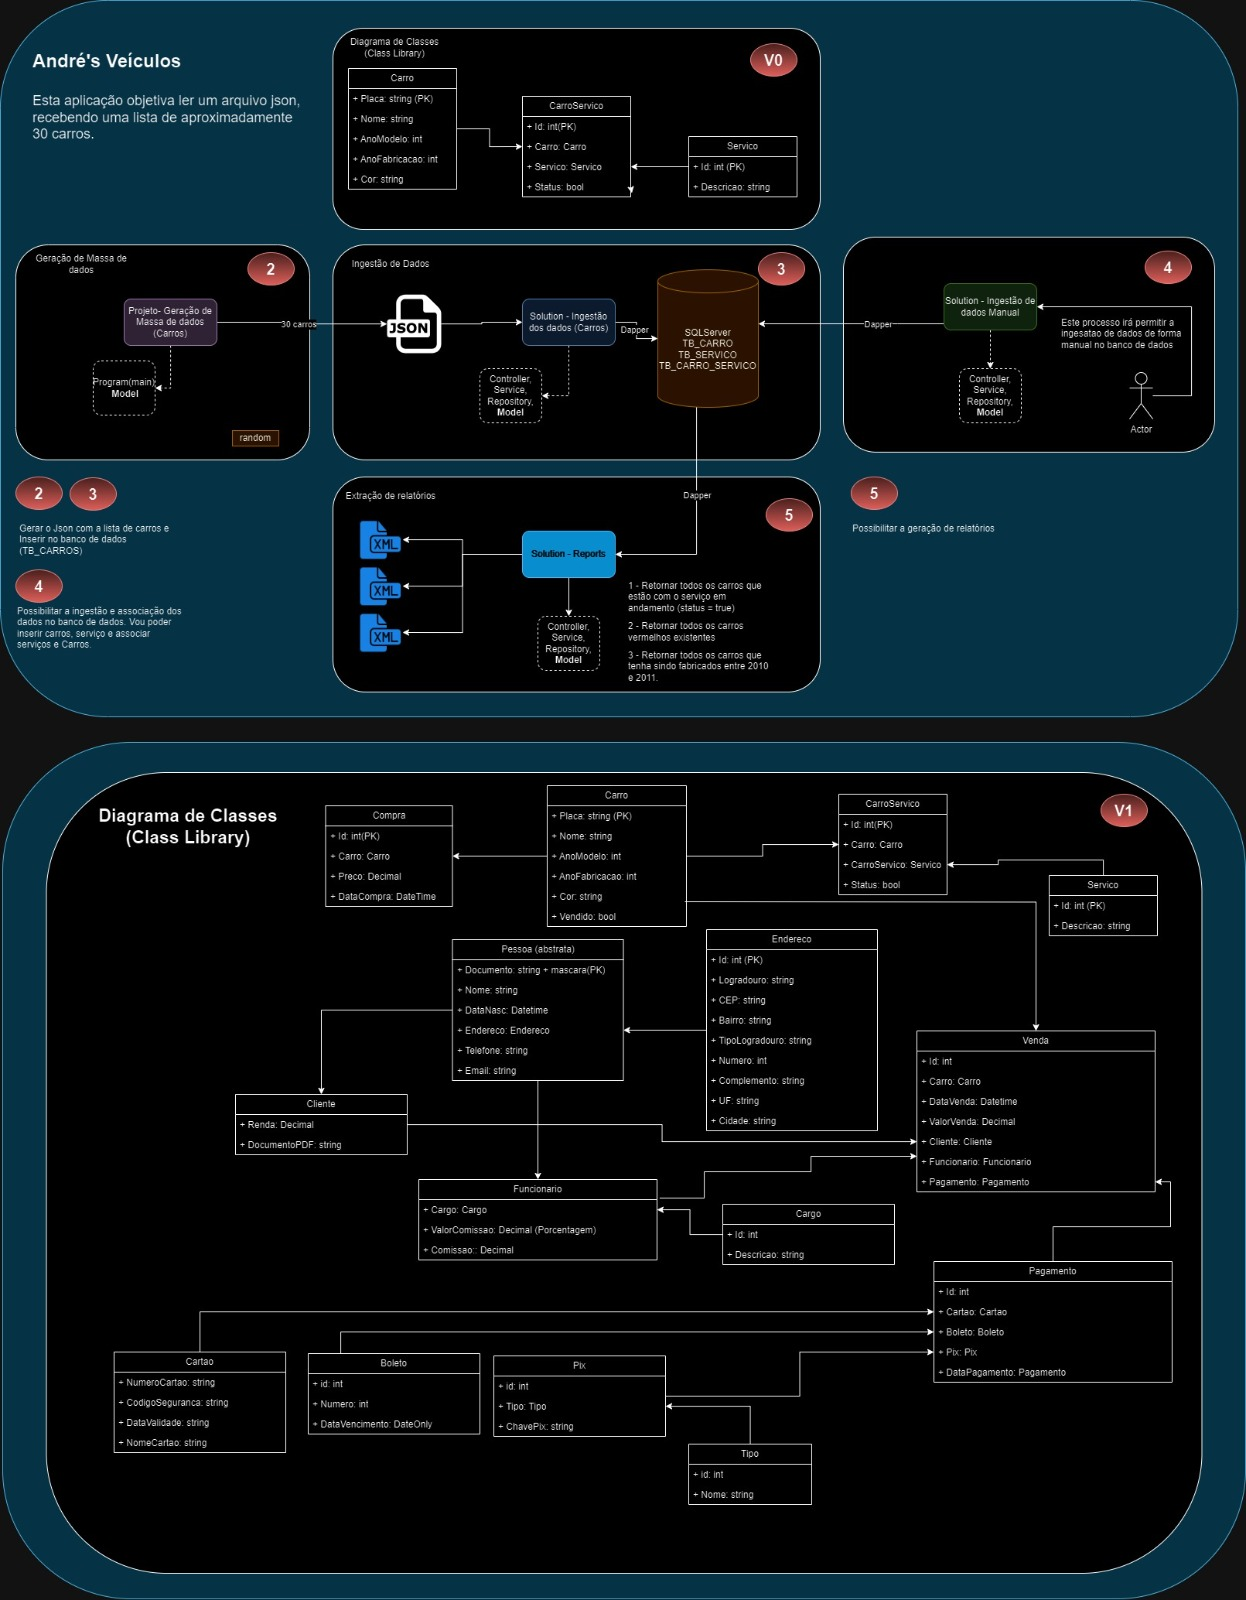 André's Veículos
Esta aplicação objetiva ler um arquivo json,
recebendo uma lista de aproximadamente
30 carros.
Diagrama de Classes
(Class Library)
V0
Carro
+ Placa: string (PK)
+ Nome: string
+ AnoModelo: int
+ AnoFabricacao: int
+ Cor: string
CarroServico
+ Id: int(PK)
+ Carro: Carro
+ Servico: Servico
+ Status: bool
Servico
+ Id: int (PK)
+ Descricao: string
Geração de Massa de
dados
2
Projeto- Geração de
Massa de dados
(Carros)
Program(main)
Model
random
30 carros
Ingestão de Dados
3
JSON
Solution - Ingestão
dos dados (Carros)
Dapper
Controller,
Service,
Repository,
Model
SQLServer
TB_CARRO
TB_SERVICO
TB_CARRO_SERVICO
Dapper
4
Solution - Ingestão de
dados Manual
Este processo irá permitir a
ingesatao de dados de forma
manual no banco de dados
Controller,
Service,
Repository,
Model
Actor
2
3
Gerar o Json com a lista de carros e
Inserir no banco de dados
(TB_CARROS)
4
Possibilitar a ingestão e associação dos
dados no banco de dados. Vou poder
inserir carros, serviço e associar
serviços e Carros.
Extração de relatórios
Dapper
5
XML
XML
XML
Solution - Reports
Controller,
Service,
Repository,
Model
1 - Retornar todos os carros que
estão com o serviço em
andamento (status = true)
2 - Retornar todos os carros
vermelhos existentes
3 - Retornar todos os carros que
tenha sindo fabricados entre 2010
e 2011.
5
Possibilitar a geração de relatórios
Diagrama de Classes
(Class Library)
V1
Compra
+ Id: int(PK)
+ Carro: Carro
+ Preco: Decimal
+ DataCompra: DateTime
Carro
+ Placa: string (PK)
+ Nome: string
+ AnoModelo: int
+ AnoFabricacao: int
+ Cor: string
+ Vendido: bool
CarroServico
+ Id: int(PK)
+ Carro: Carro
+ CarroServico: Servico
+ Status: bool
Servico
+ Id: int (PK)
+ Descricao: string
Pessoa (abstrata)
+ Documento: string + mascara(PK)
+ Nome: string
+ DataNasc: Datetime
+ Endereco: Endereco
+ Telefone: string
+ Email: string
Endereco
+ Id: int (PK)
+ Logradouro: string
+ CEP: string
+ Bairro: string
+ TipoLogradouro: string
+ Numero: int
+ Complemento: string
+ UF: string
+ Cidade: string
Venda
+ Id: int
+ Carro: Carro
+ DataVenda: Datetime
+ ValorVenda: Decimal
+ Cliente: Cliente
+ Funcionario: Funcionario
+ Pagamento: Pagamento
Cliente
+ Renda: Decimal
+ DocumentoPDF: string
Funcionario
+ Cargo: Cargo
+ ValorComissao: Decimal (Porcentagem)
+ Comissao:: Decimal
Cargo
+ Id: int
+ Descricao: string
Pagamento
+ Id: int
+ Cartao: Cartao
+ Boleto: Boleto
+ Pix: Pix
+ DataPagamento: Pagamento
Cartao
+ NumeroCartao: string
+ CodigoSeguranca: string
+ DataValidade: string
+ NomeCartao: string
Boleto
+ id: int
+ Numero: int
+ DataVencimento: DateOnly
Pix
+ id: int
+ Tipo: Tipo
+ ChavePix: string
Tipo
+ id: int
+ Nome: string